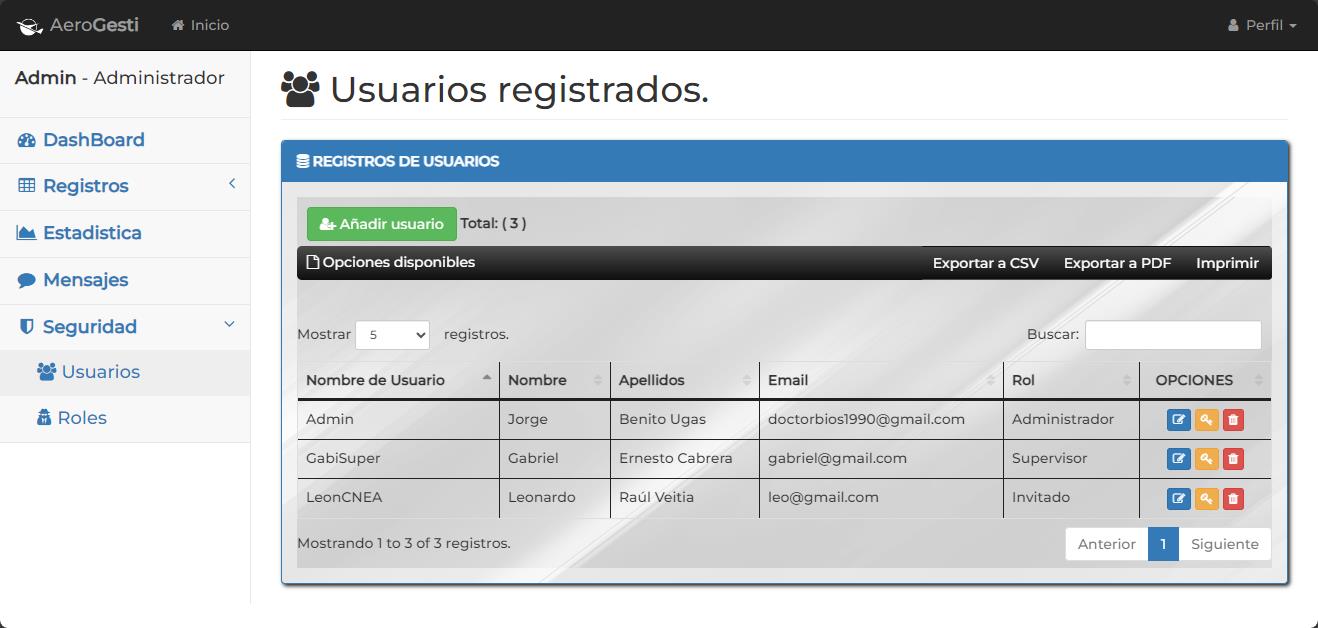 AeroGesti Inicio Perfil
Admin - Administrador
DashBoard
Registros
Estadistica
Mensajes
Seguridad
Usuarios
Roles
Usuarios registrados.
REGISTROS DE USUARIOS
Añadir usuario Total: ( 3 )
Opciones disponibles Exportar a CSV Exportar a PDF Imprimir
Mostrar 5 registros. Buscar:
Nombre de Usuario Nombre Apellidos Email Rol OPCIONES
Admin Jorge Benito Ugas doctorbios1990@gmail.com Administrador
GabiSuper Gabriel Ernesto Cabrera gabriel@gmail.com Supervisor
LeonCNEA Leonardo Raúl Veitia leo@gmail.com Invitado
Mostrando 1 to 3 of 3 registros. Anterior 1 Siguiente